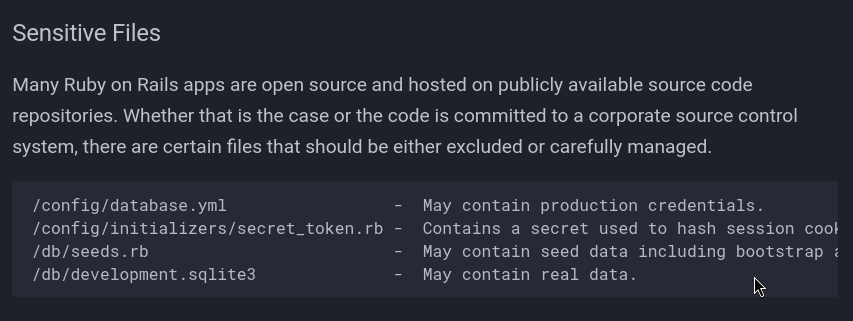 Sensitive Files
Many Ruby on Rails apps are open source and hosted on publicly available source code
repositories. Whether that is the case or the code is committed to a corporate source control
system, there are certain files that should be either excluded or carefully managed.
/config/database.yml - May contain production credentials.
/config/initializers/secret_token.rb - Contains a secret used to hash session
/db/seeds.rb - May contain seed data including bootstrap
/db/development.sqlite3 - May contain real data.